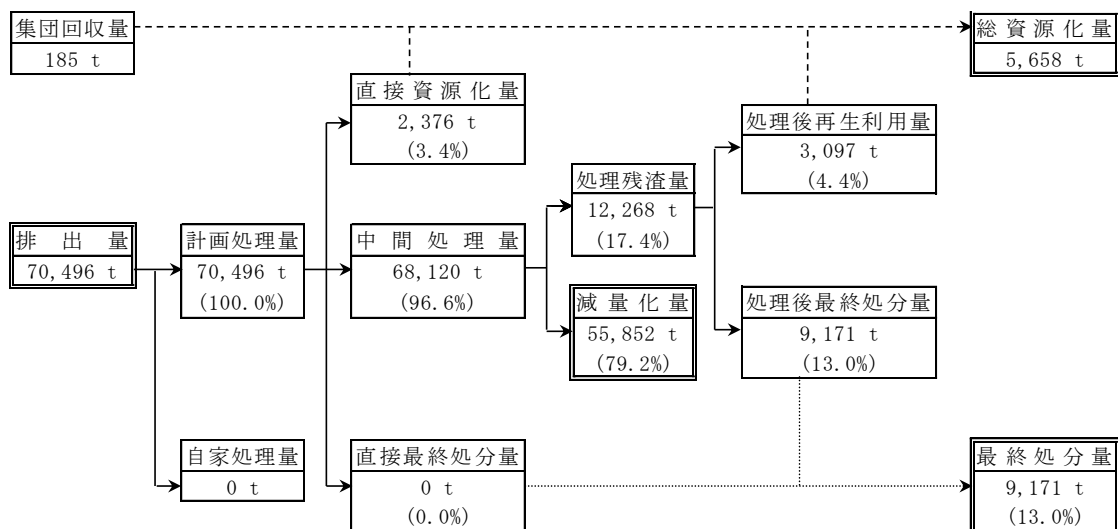 集団回収量
185 t
総資源化量
5,658 t
直接資源化量
2,376 t
(3.4%)
処理後再生利用量
3,097 t
(4.4%)
処理残渣量
12,268 t
(17.4%)
排出量
70,496 t
計画処理量
70,496 t
(100.0%)
中間処理量
68,120 t
(96.6%)
減量化量
55,852 t
(79.2%)
処理後最終処分量
9,171 t
(13.0%)
自家処理量
0 t
直接最終処分量
0 t
(0.0%)
最終処分量
9,171 t
(13.0%)